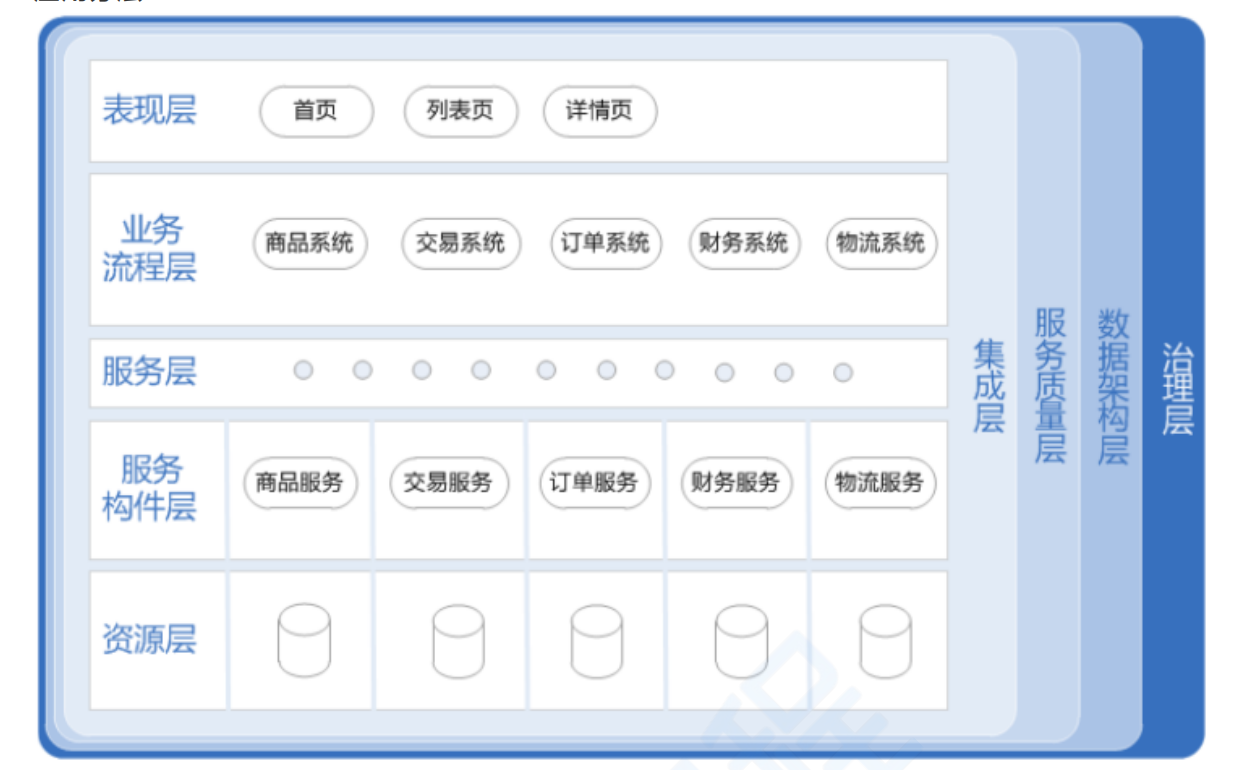 表现层
首页 列表页 详情页
业务
流程层
商品系统 交易系统 订单系统 财务系统 物流系统
服务层
服务
构件层
商品服务 交易服务 订单服务 财务服务 物流服务
资源层
集成层
服务质量层
数据架构层
治理层